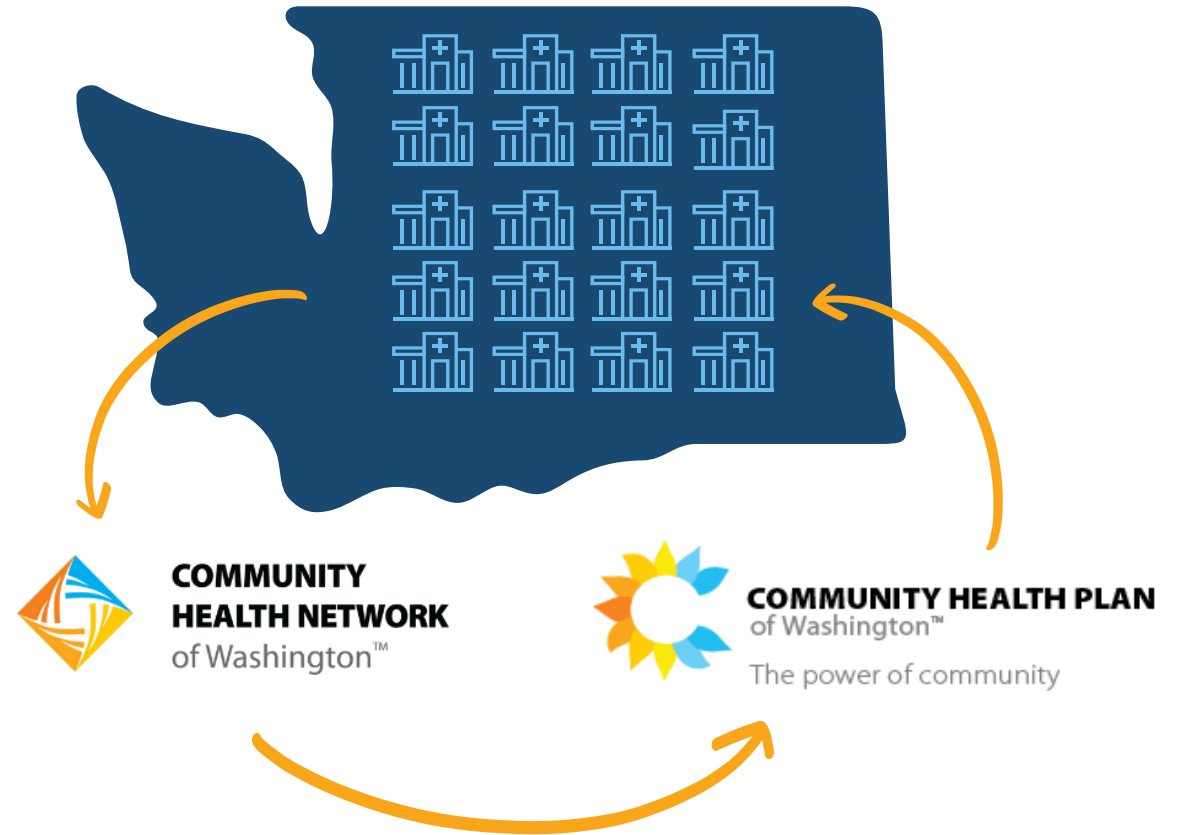 COMMUNITY
HEALTH NETWORK
of Washington™
COMMUNITY HEALTH PLAN
of Washington™
The power of community